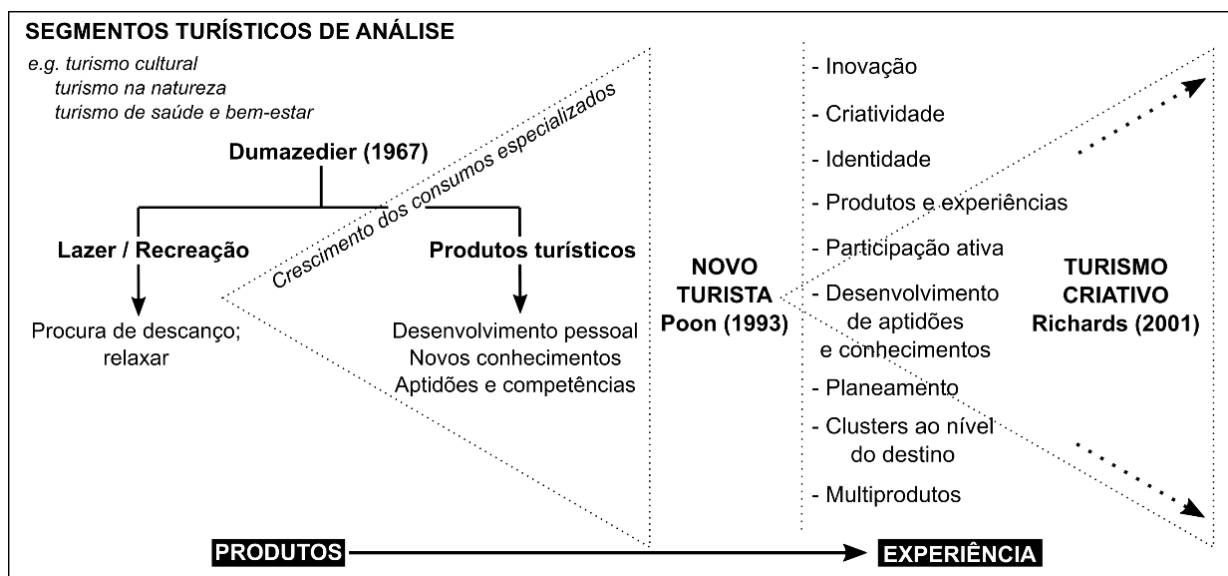 SEGMENTOS TURÍSTICOS DE ANÁLISE
e.g. turismo cultural
turismo na natureza
turismo de saúde e bem-estar
Dumazedier (1967)
Crescimento dos consumos especializados
Lazer / Recreação
Produtos turísticos
Procura de descanço;
relaxar
Desenvolvimento pessoal
Novos conhecimentos
Aptidões e competências
NOVO
TURISTA
Poon (1993)
- Inovação
- Criatividade
- Identidade
- Produtos e experiências
- Participação ativa
- Desenvolvimento
de aptidões
e conhecimentos
- Planeamento
- Clusters ao nível
do destino
- Multiprodutos
TURISMO
CRIATIVO
Richards (2001)
PRODUTOS
EXPERIÊNCIA